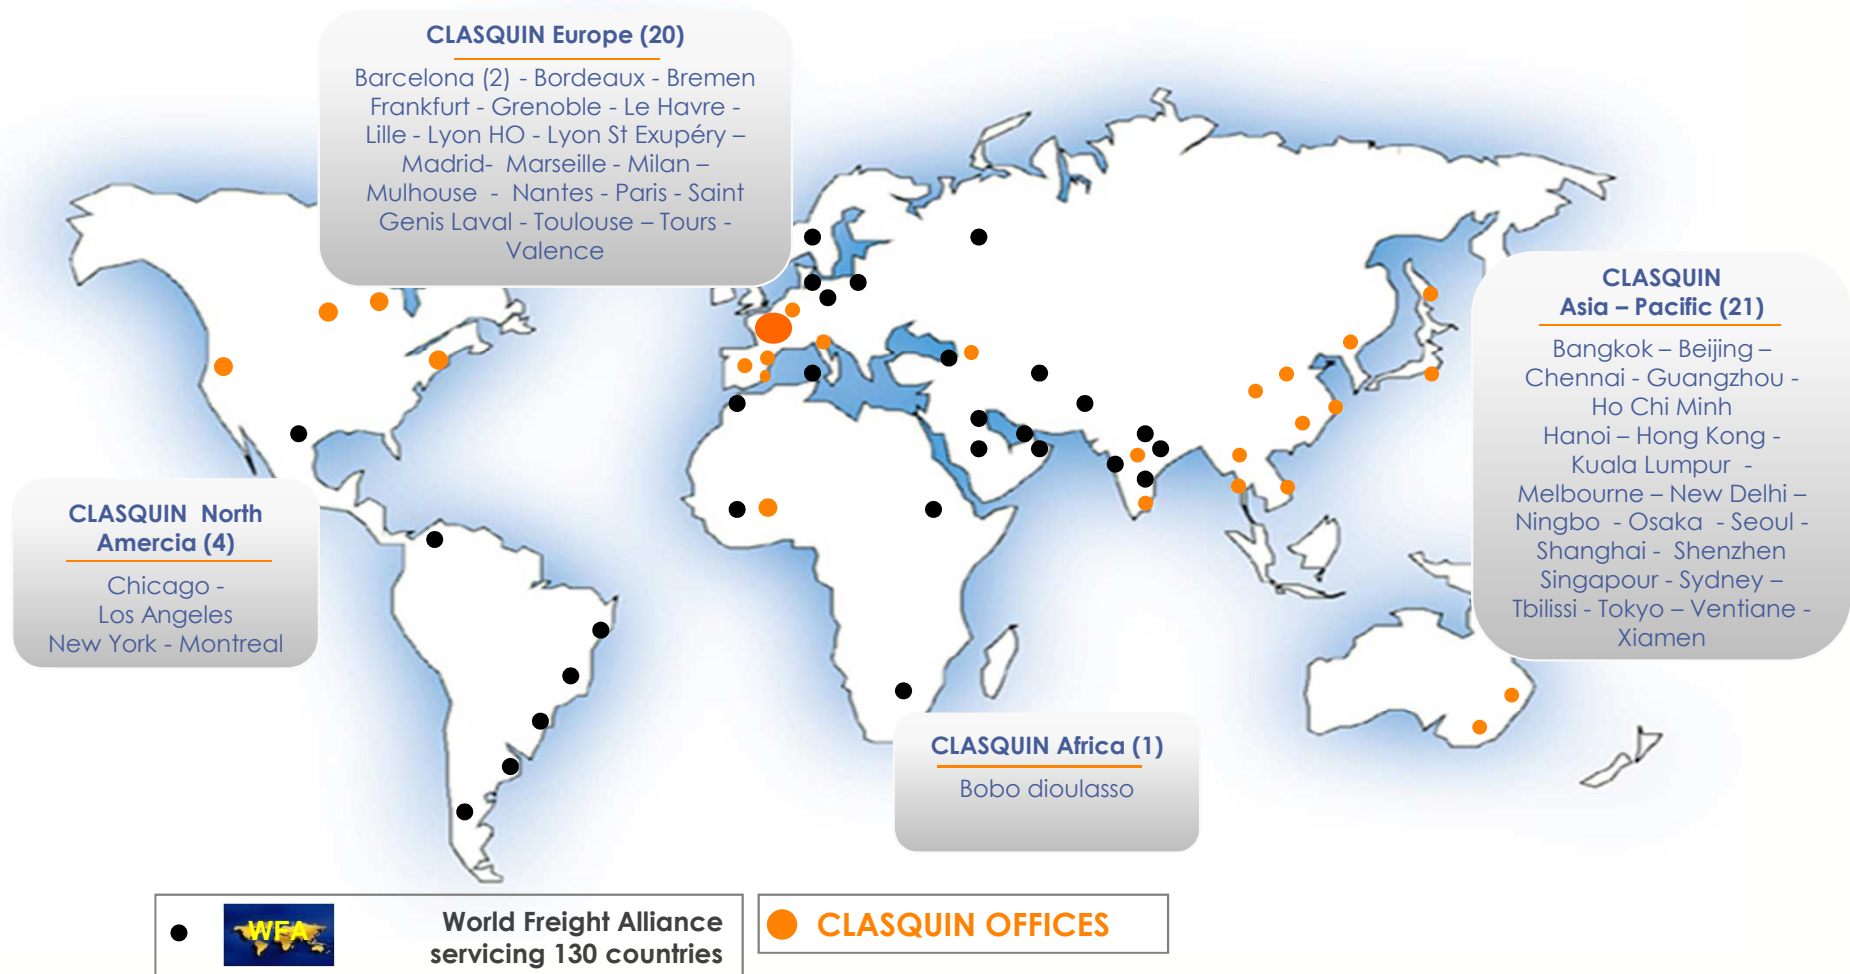 CLASQUIN Europe (20)
Barcelona (2) - Bordeaux - Bremen
Frankfurt - Grenoble - Le Havre -
Lille - Lyon HO - Lyon St Exupéry –
Madrid- Marseille - Milan –
Mulhouse - Nantes - Paris - Saint
Genis Laval - Toulouse – Tours -
Valence
CLASQUIN
Asia – Pacific (21)
Bangkok – Beijing –
Chennai - Guangzhou -
Ho Chi Minh
Hanoi – Hong Kong -
Kuala Lumpur -
Melbourne – New Delhi –
Ningbo - Osaka - Seoul -
Shanghai - Shenzhen
Singapour - Sydney –
Tbilissi - Tokyo – Ventiane -
Xiamen
CLASQUIN North
Amercia (4)
Chicago -
Los Angeles
New York - Montreal
CLASQUIN Africa (1)
Bobo dioulasso
WFA
World Freight Alliance
servicing 130 countries
CLASQUIN OFFICES